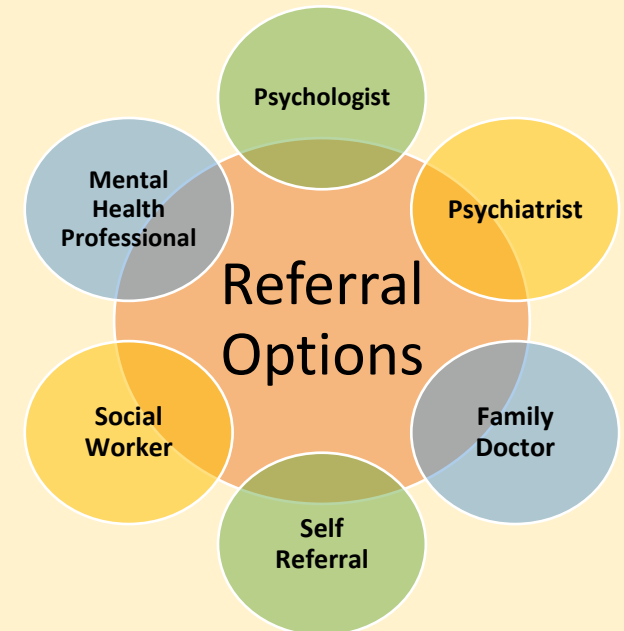 Psychologist
Psychiatrist
Family
Doctor
Self
Referral
Social
Worker
Mental
Health
Professional
Referral
Options